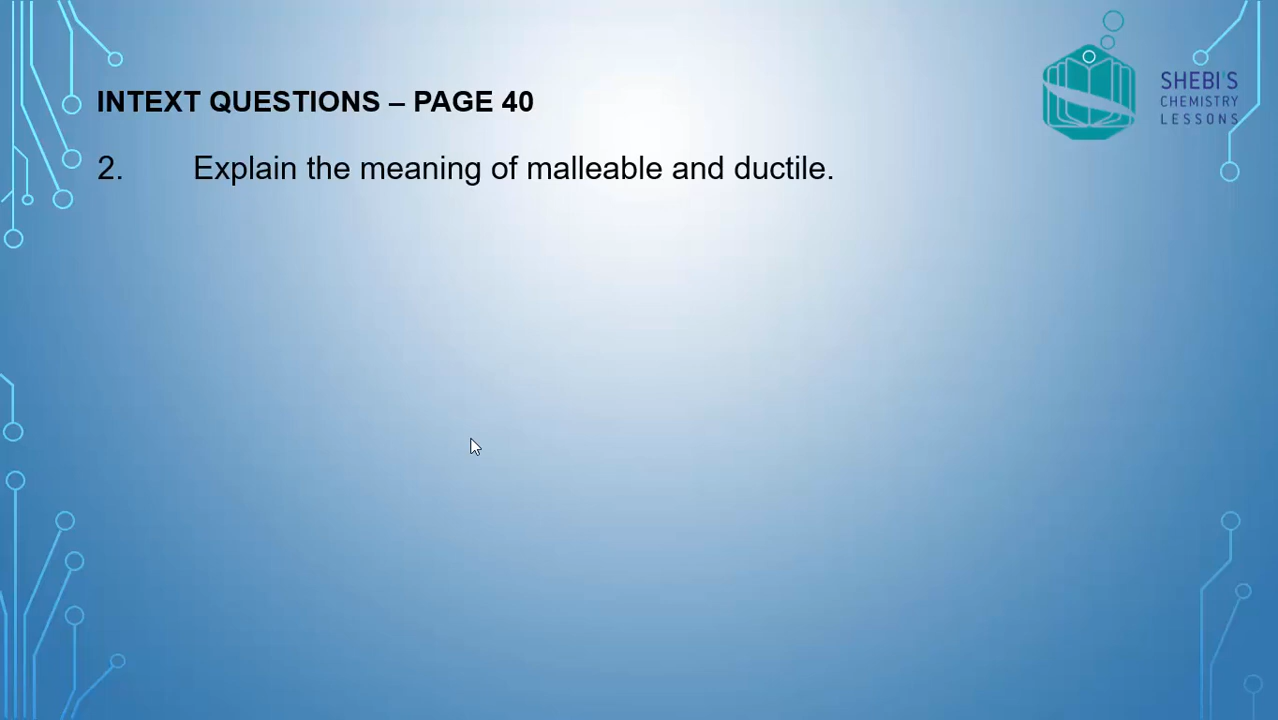 SHEBI'S
CHEMISTRY
LESSONS
INTEXT QUESTIONS – PAGE 40
2. Explain the meaning of malleable and ductile.